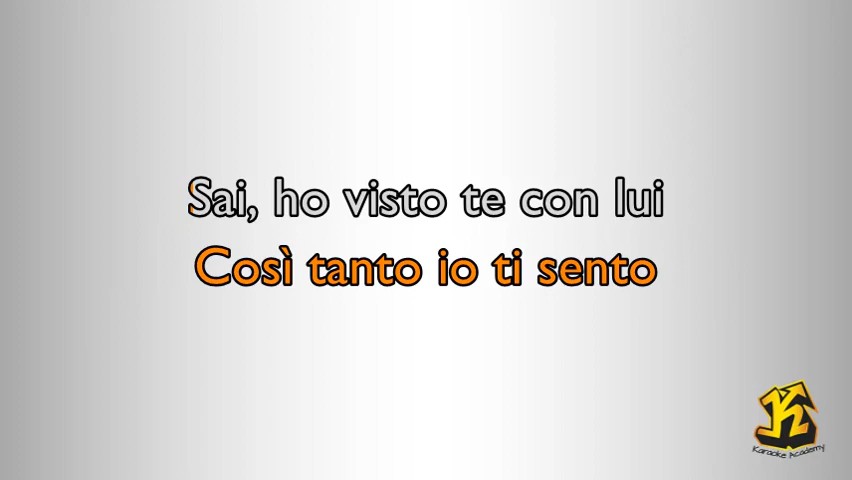 Sai, ho visto te con lui
Così tanto io ti sento
K
Karaoke Academy